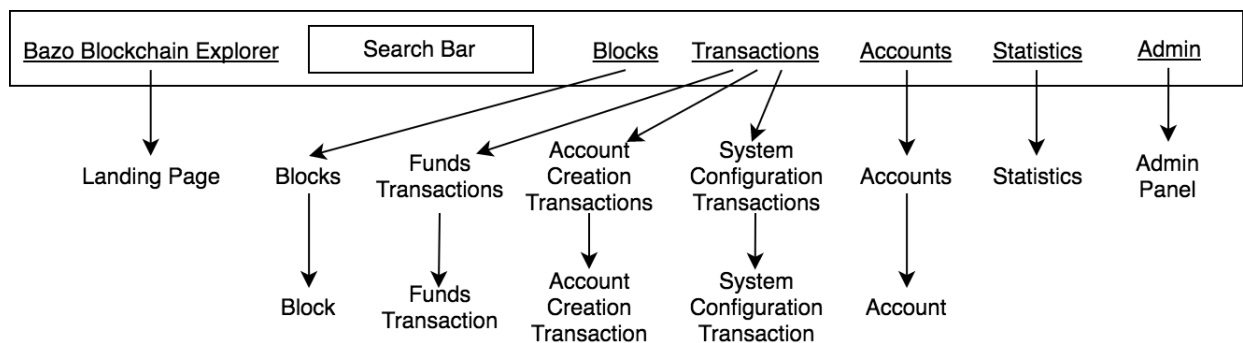 Bazo Blockchain Explorer
Search Bar
Blocks
Transactions
Accounts
Statistics
Admin
Landing Page
Blocks
Funds
Transactions
Account
Creation
Transactions
System
Configuration
Transactions
Accounts
Statistics
Admin
Panel
Block
Funds
Transaction
Account
Creation
Transaction
System
Configuration
Transaction
Account